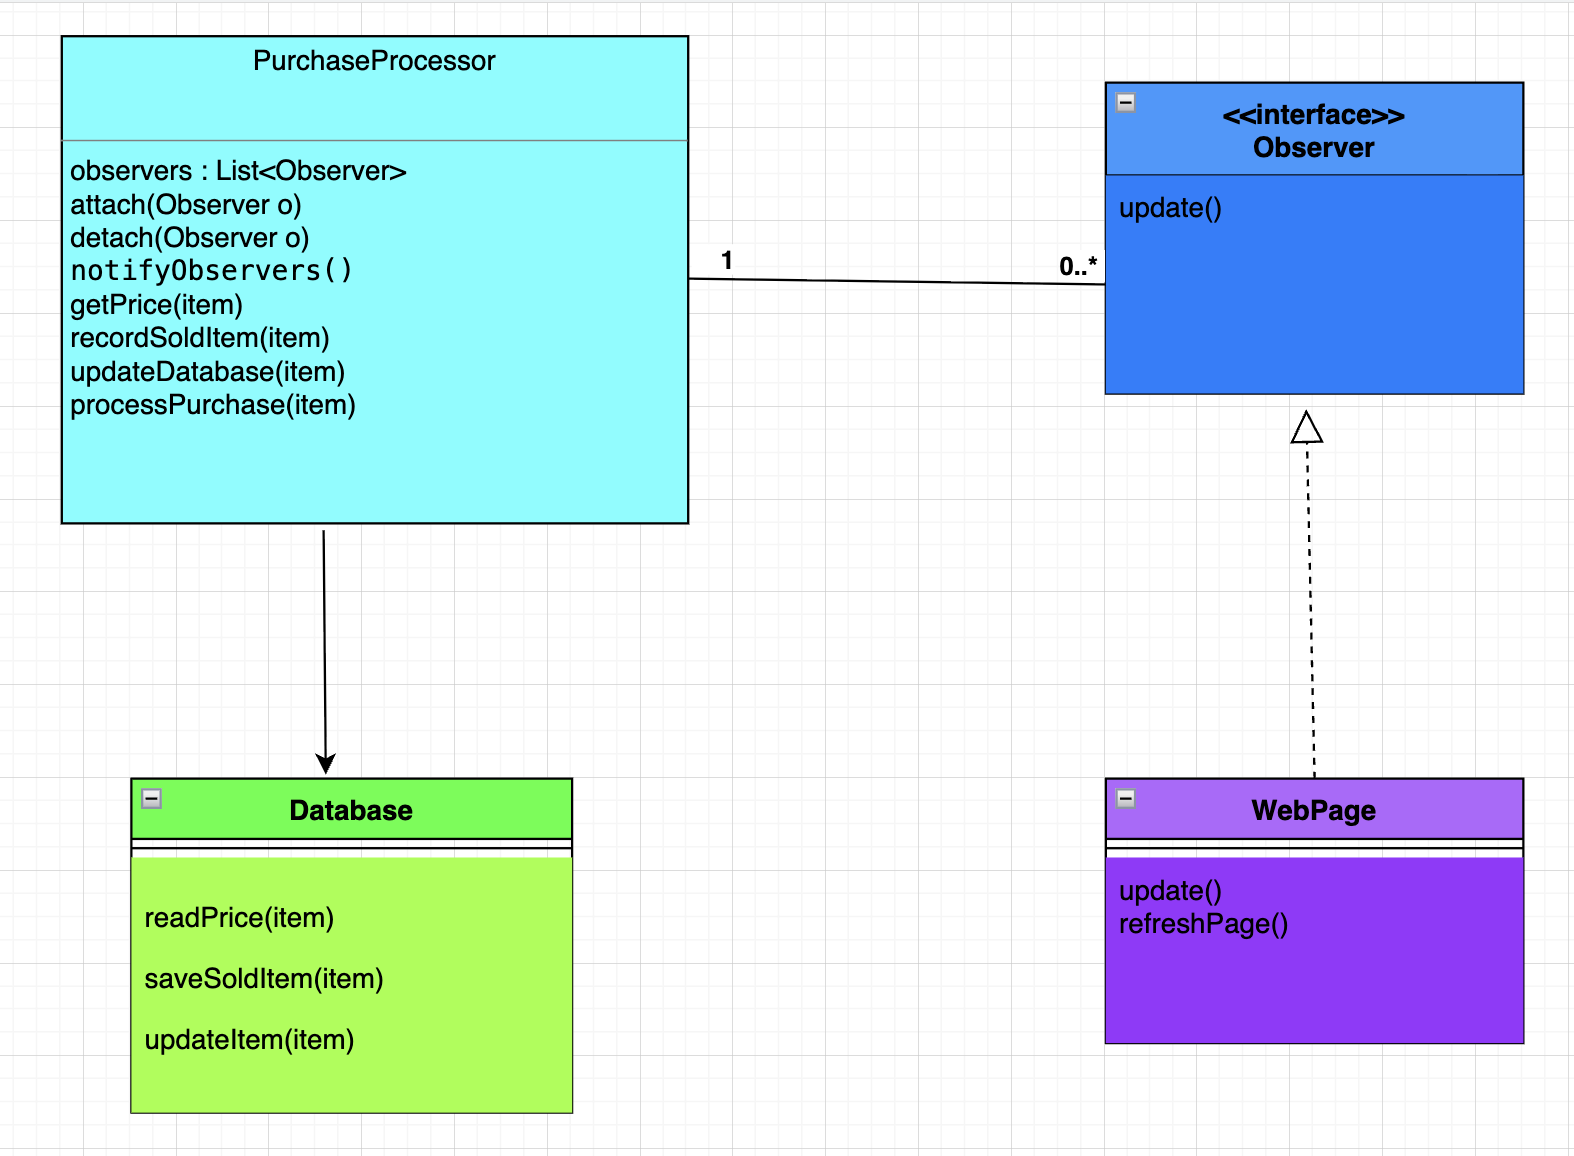 PurchaseProcessor
observers : List<Observer>
attach(Observer o)
detach(Observer o)
notifyObservers()
getPrice(item)
recordSoldItem(item)
updateDatabase(item)
processPurchase(item)
1
0..*
<<interface>>
Observer
update()
Database
readPrice(item)
saveSoldItem(item)
updateItem(item)
WebPage
update()
refreshPage()